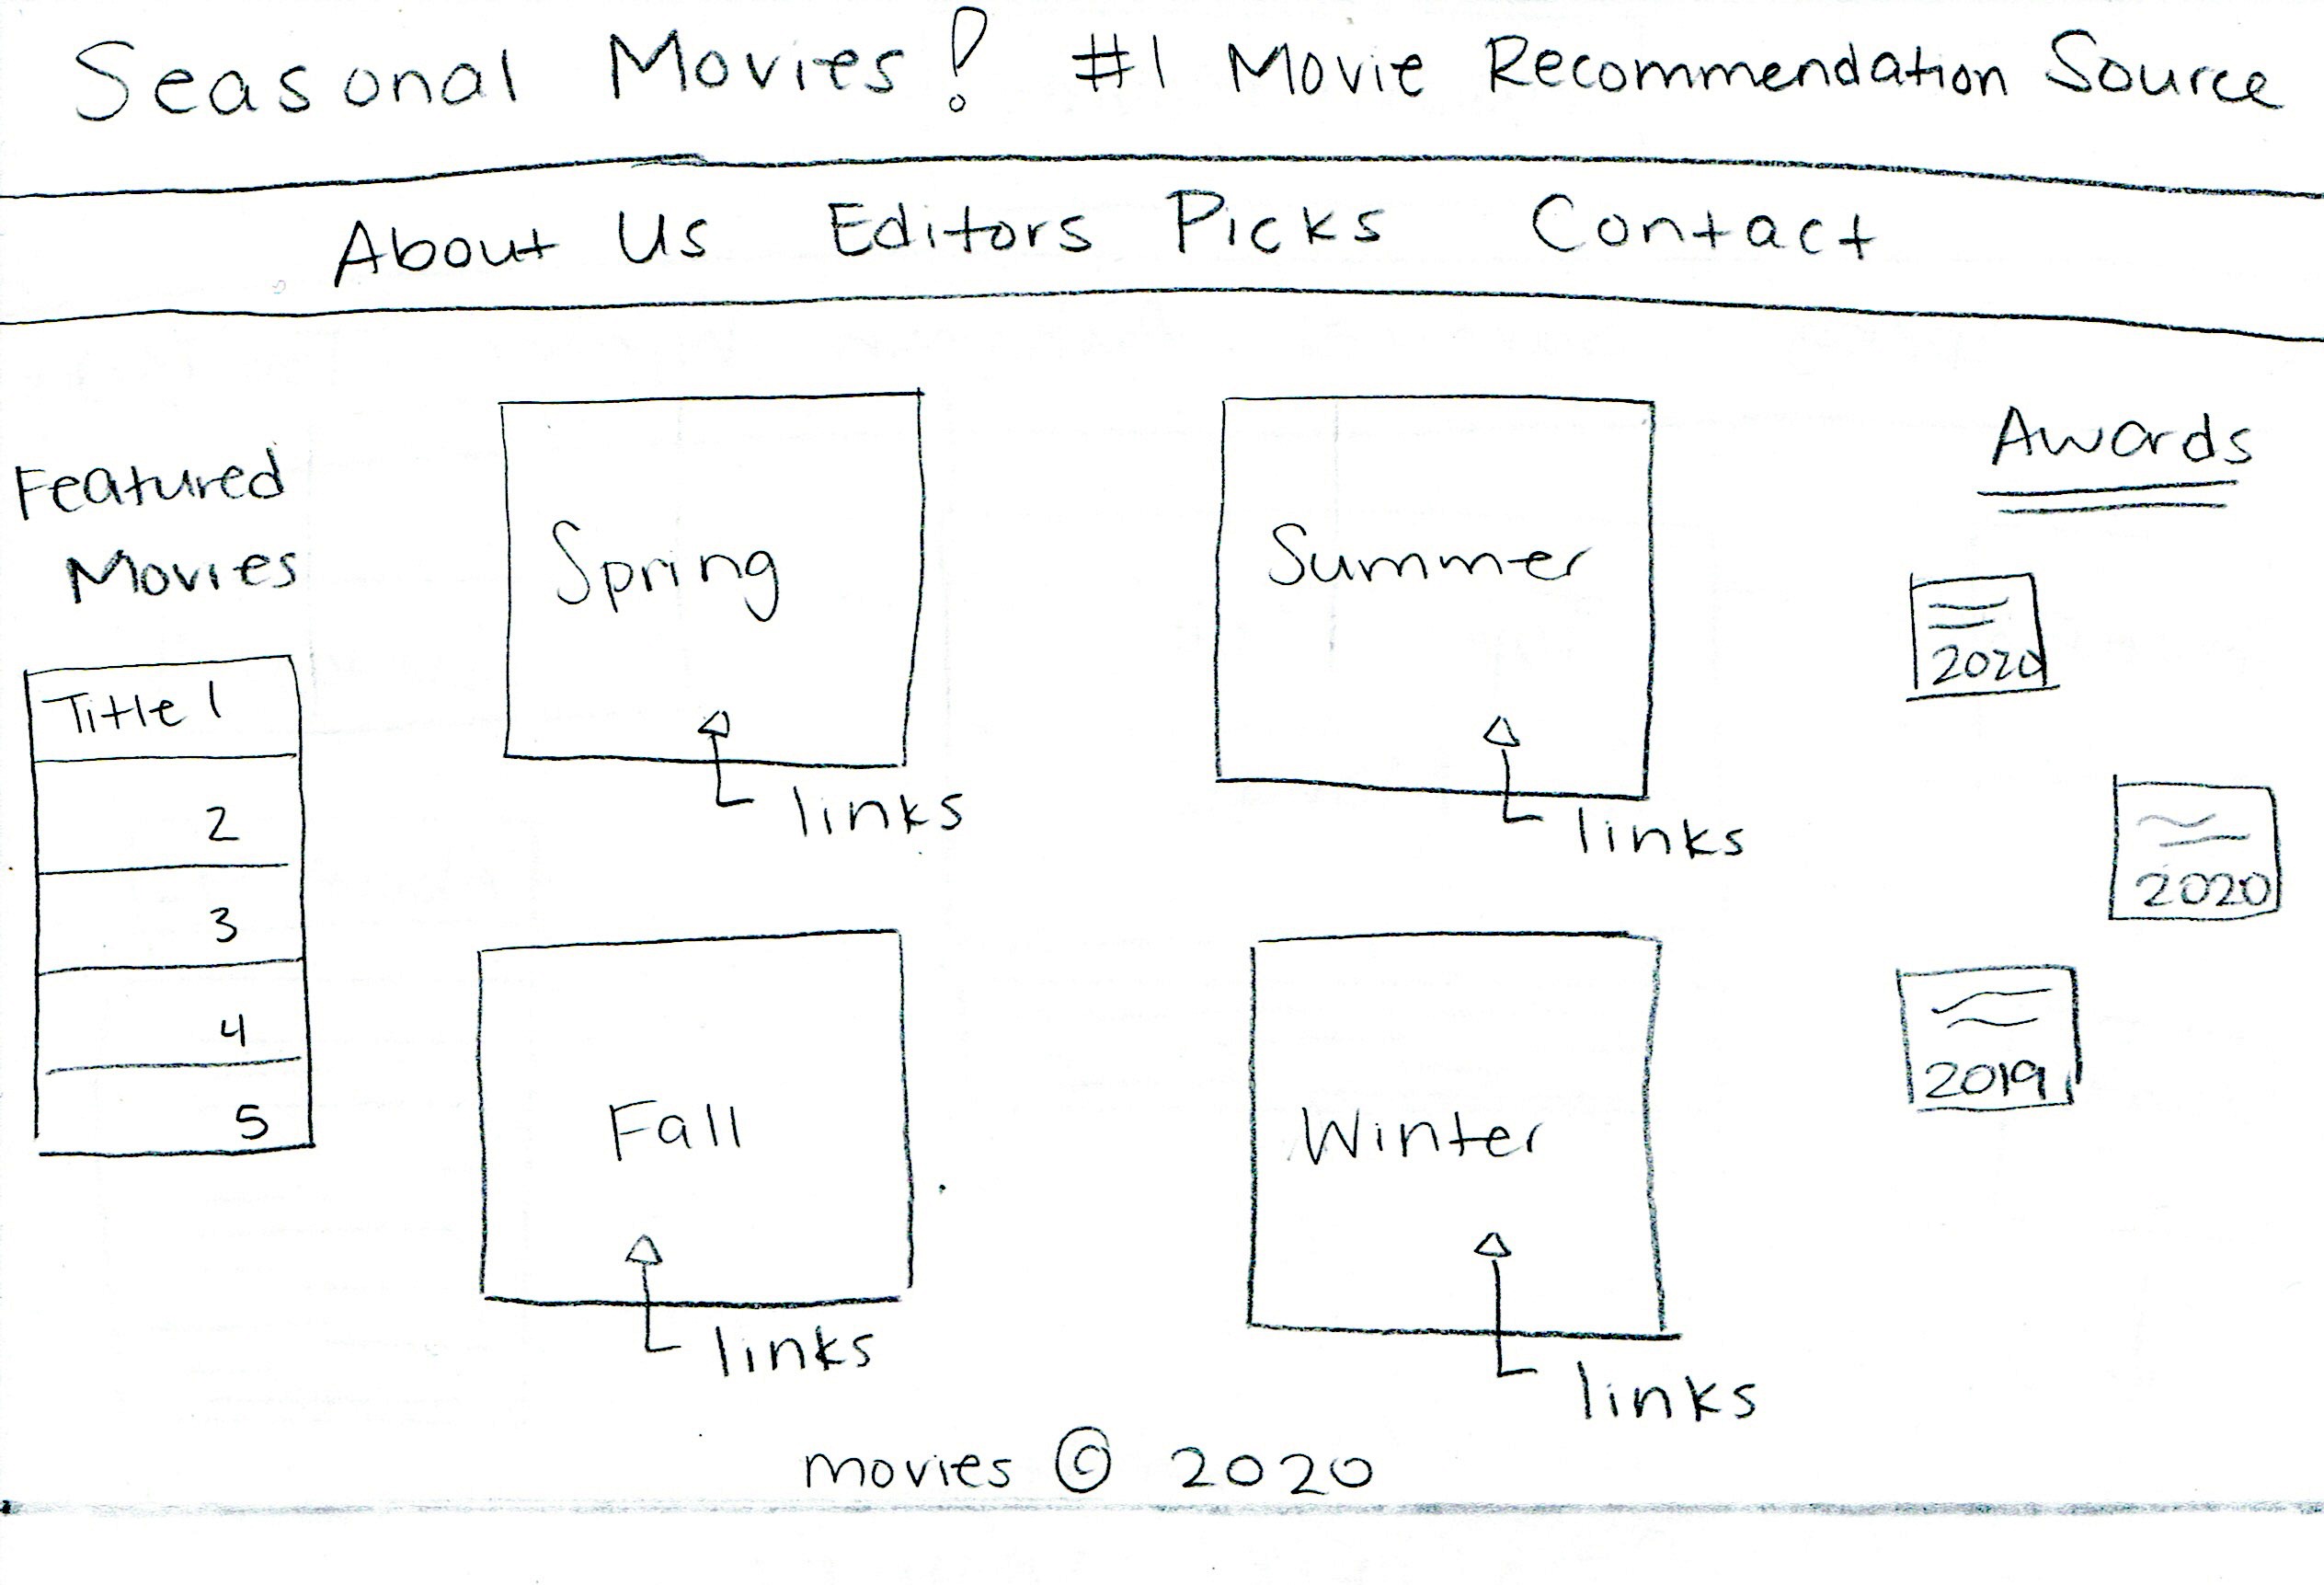 Seasonal Movies! #1 Movie Recommendation Source
About Us Editors Picks Contact
Featured
Movies
Title 1
2
3
4
5
Spring
links
Summer
links
Fall
links
Winter
links
Awards
2020
2020
2019
movies © 2020